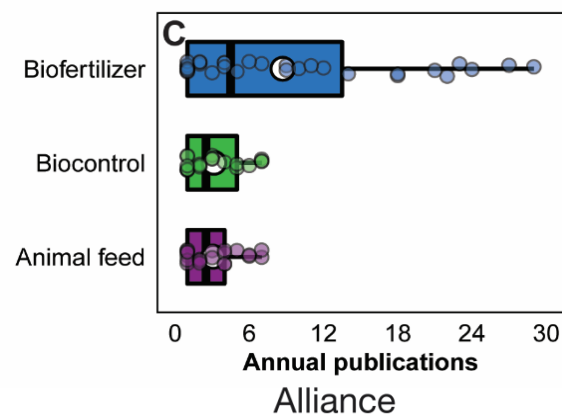 C
Biofertilizer
Biocontrol
Animal feed
0 6 12 18 24 30
Annual publications
Alliance